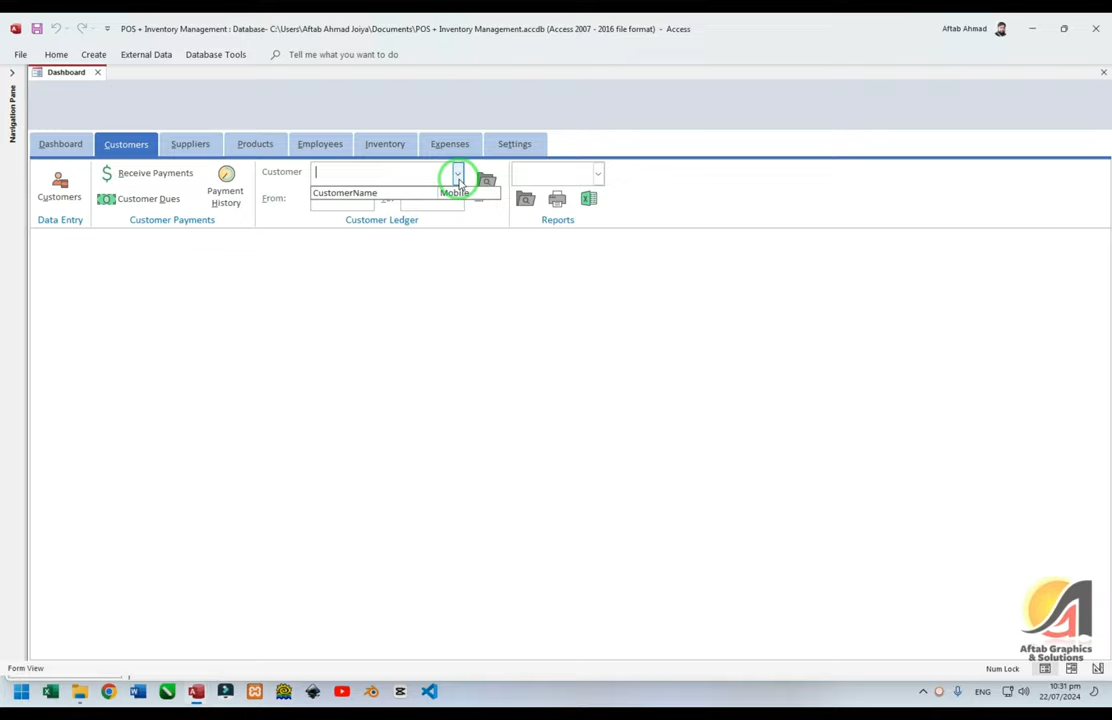 POS + Inventory Management : Database- C:\Users\Aftab Ahmad Joiya\Documents\POS + Inventory Management.accdb (Access 2007 - 2016 file format) - Access
Aftab Ahmad
File Home Create External Data Database Tools Tell me what you want to do
Dashboard
Navigation Pane
Dashboard Customers Suppliers Products Employees Inventory Expenses Settings
Customers
Data Entry
Receive Payments
Customer Dues
Payment
History
Customer Payments
Customer
CustomerName Mobile
From:
Customer Ledger
Reports
Aftab Graphics
& Solutions
Form View
Num Lock
ENG
10:31 pm
22/07/2024